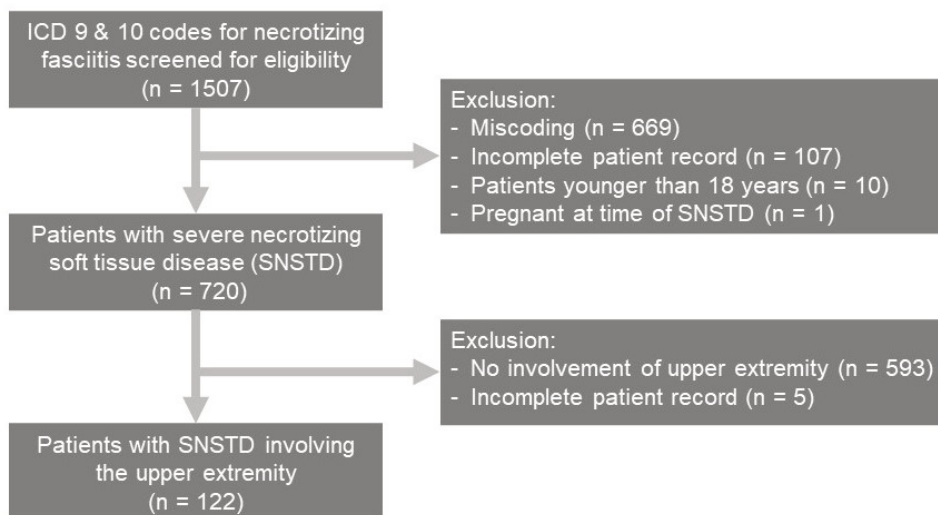 ICD 9 & 10 codes for necrotizing
fasciitis screened for eligibility
(n = 1507)
Exclusion:
- Miscoding (n = 669)
- Incomplete patient record (n = 107)
- Patients younger than 18 years (n = 10)
- Pregnant at time of SNSTD (n = 1)
Patients with severe necrotizing
soft tissue disease (SNSTD)
(n = 720)
Exclusion:
- No involvement of upper extremity (n = 593)
- Incomplete patient record (n = 5)
Patients with SNSTD involving
the upper extremity
(n = 122)